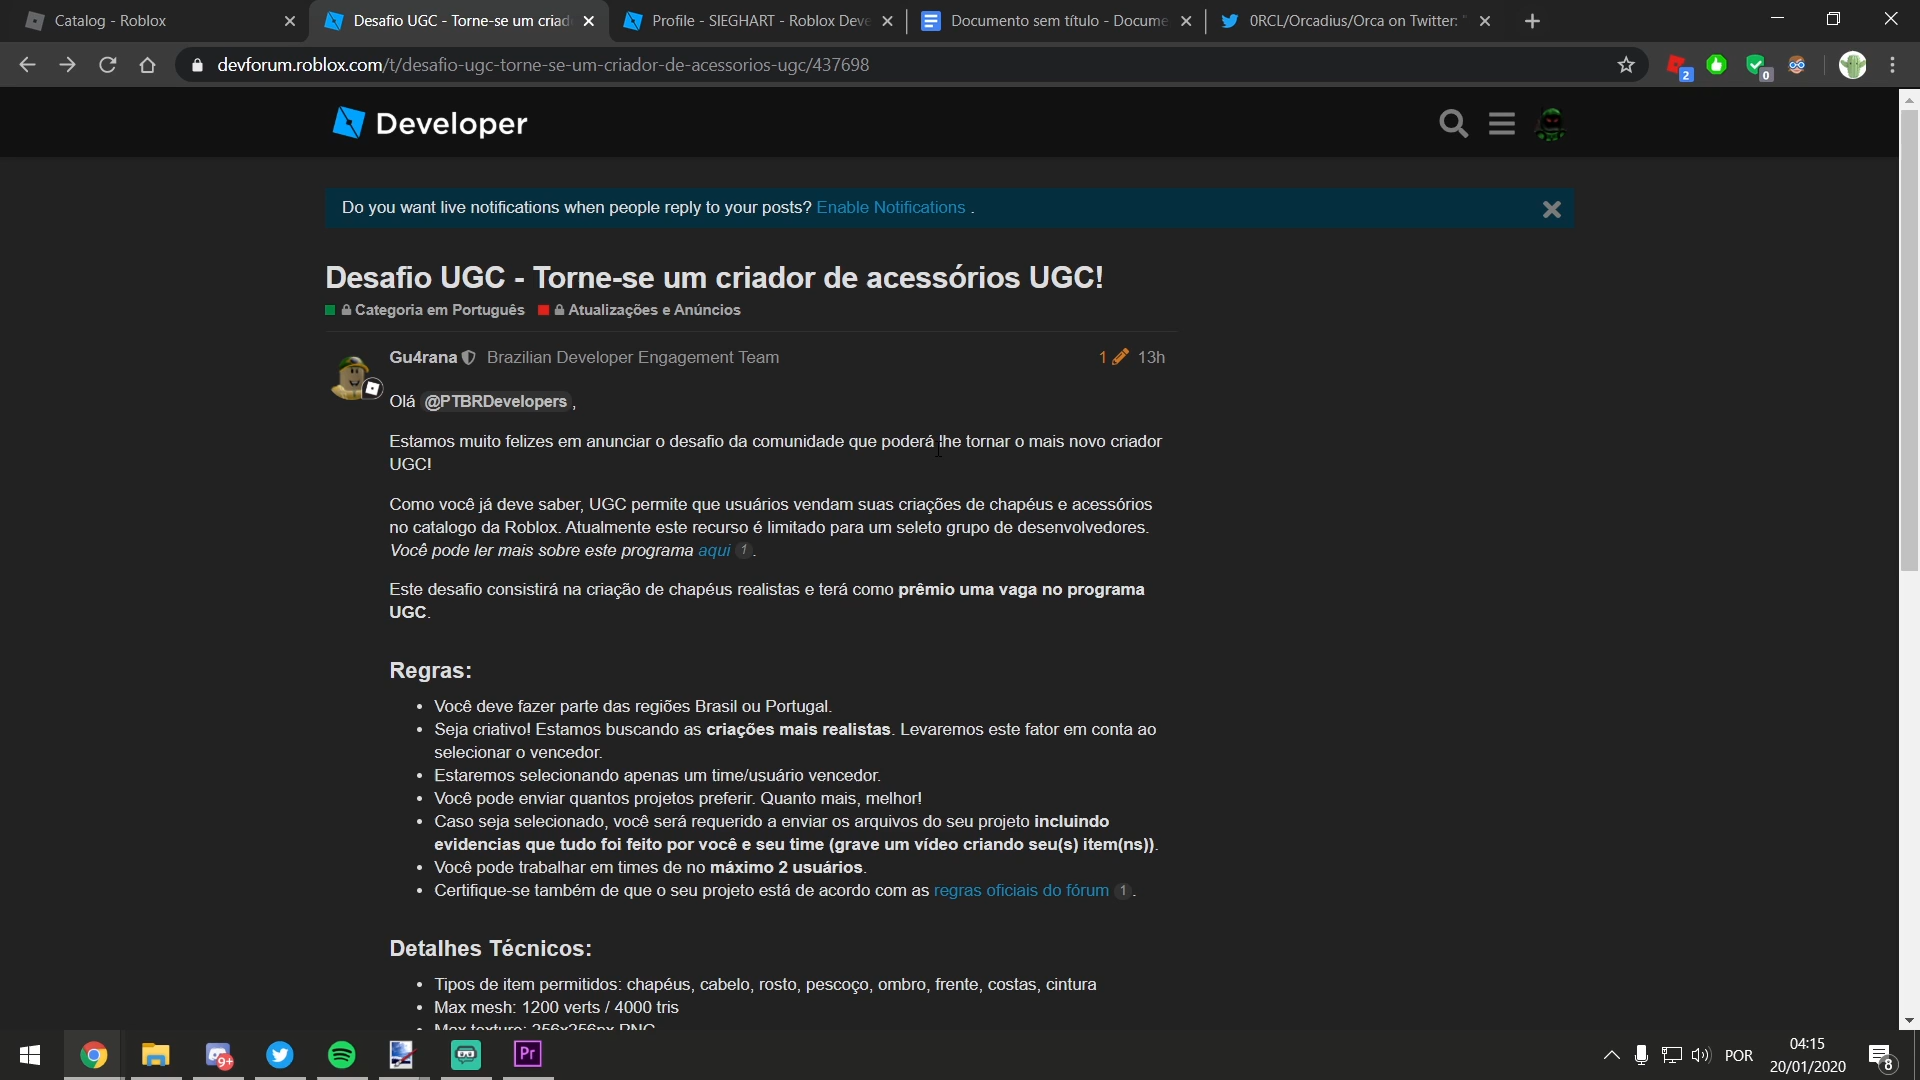 Catalog - Roblox
Desafio UGC - Torne-se um criad
Profile - SIEGHART - Roblox Deve
Documento sem título - Docume
0RCL/Orcadius/Orca on Twitter: "
devforum.roblox.com/t/desafio-ugc-torne-se-um-criador-de-acessorios-ugc/437698
2
0
Developer
Do you want live notifications when people reply to your posts? Enable Notifications .
Desafio UGC - Torne-se um criador de acessórios UGC!
Categoria em Português Atualizações e Anúncios
Gu4rana Brazilian Developer Engagement Team
1 13h
Olá @PTBRDevelopers ,
Estamos muito felizes em anunciar o desafio da comunidade que poderá lhe tornar o mais novo criador
UGC!
Como você já deve saber, UGC permite que usuários vendam suas criações de chapéus e acessórios
no catalogo da Roblox. Atualmente este recurso é limitado para um seleto grupo de desenvolvedores.
Você pode ler mais sobre este programa aqui 1 .
Este desafio consistirá na criação de chapéus realistas e terá como prêmio uma vaga no programa
UGC.
Regras:
• Você deve fazer parte das regiões Brasil ou Portugal.
• Seja criativo! Estamos buscando as criações mais realistas. Levaremos este fator em conta ao
selecionar o vencedor.
• Estaremos selecionando apenas um time/usuário vencedor.
• Você pode enviar quantos projetos preferir. Quanto mais, melhor!
• Caso seja selecionado, você será requerido a enviar os arquivos do seu projeto incluindo
evidencias que tudo foi feito por você e seu time (grave um vídeo criando seu(s) item(ns)).
• Você pode trabalhar em times de no máximo 2 usuários.
• Certifique-se também de que o seu projeto está de acordo com as regras oficiais do fórum 1 .
Detalhes Técnicos:
• Tipos de item permitidos: chapéus, cabelo, rosto, pescoço, ombro, frente, costas, cintura
• Max mesh: 1200 verts / 4000 tris
• Max texture: 256x256px PNG
9+
Pr
POR
04:15
20/01/2020
8